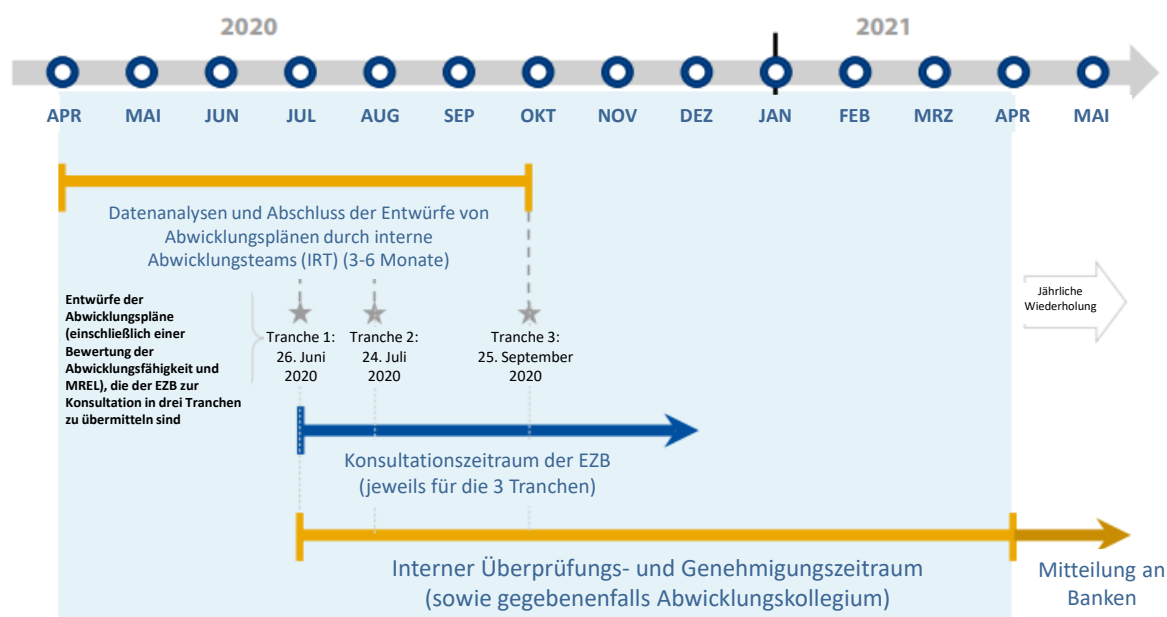 2020
2021
APR MAI JUN JUL AUG SEP OKT NOV DEZ JAN FEB MRZ APR MAI
Datenanalysen und Abschluss der Entwürfe von
Abwicklungsplänen durch interne
Abwicklungsteams (IRT) (3-6 Monate)
Entwürfe der
Abwicklungspläne
(einschließlich einer
Bewertung der
Abwicklungsfähigkeit und
MREL), die der EZB zur
Konsultation in drei Tranchen
zu übermitteln sind
Tranche 1:
26. Juni
2020
Tranche 2:
24. Juli
2020
Tranche 3:
25. September
2020
Jährliche
Wiederholung
Konsultationszeitraum der EZB
(jeweils für die 3 Tranchen)
Interner Überprüfungs- und Genehmigungszeitraum
(sowie gegebenenfalls Abwicklungskollegium)
Mitteilung an
Banken